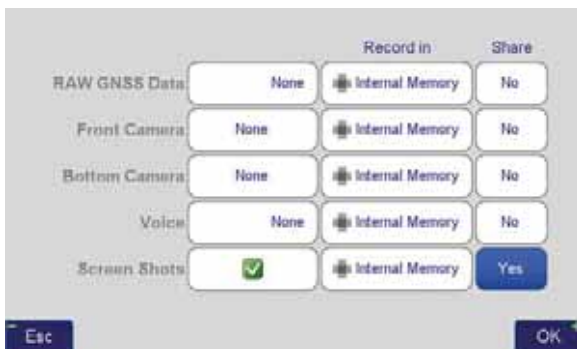 Record in Share
RAW GNSS Data None Internal Memory No
Front Camera None Internal Memory No
Bottom Camera None Internal Memory No
Voice None Internal Memory No
Screen Shots Internal Memory Yes
Esc OK